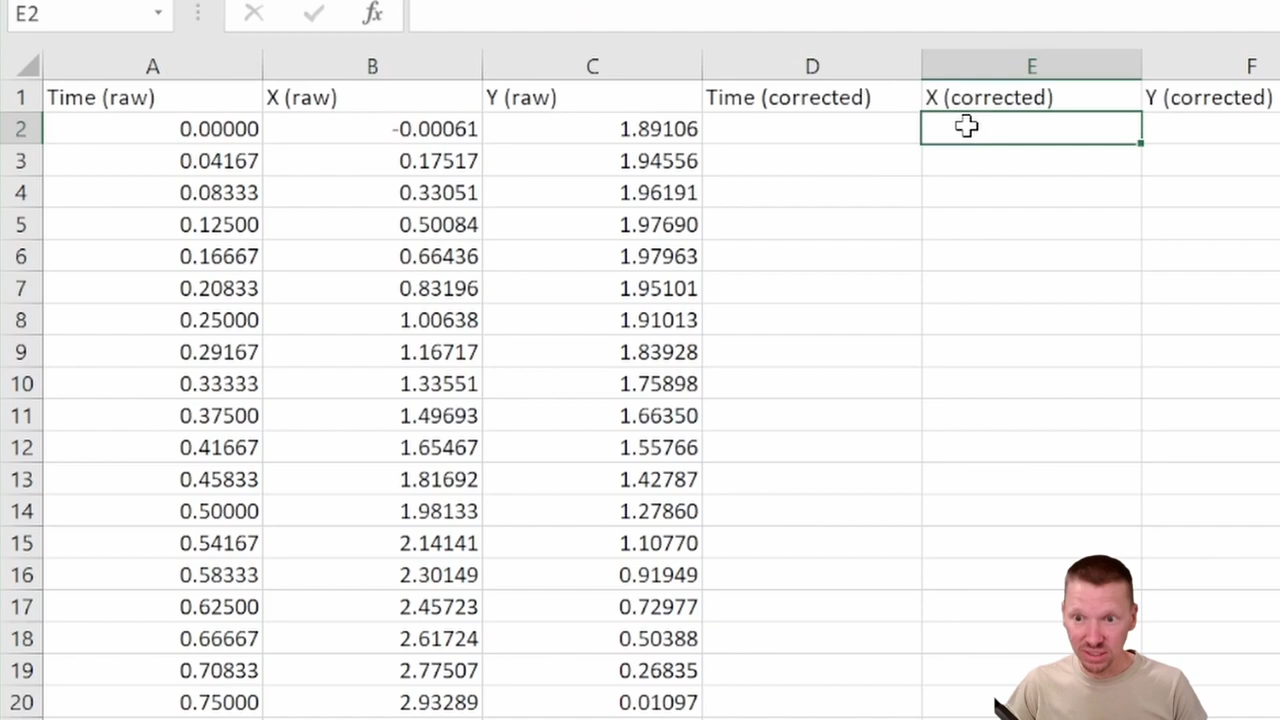 E2 fx
A B C D E F
1 Time (raw) X (raw) Y (raw) Time (corrected) X (corrected) Y (corrected)
2 0.00000 -0.00061 1.89106
3 0.04167 0.17517 1.94556
4 0.08333 0.33051 1.96191
5 0.12500 0.50084 1.97690
6 0.16667 0.66436 1.97963
7 0.20833 0.83196 1.95101
8 0.25000 1.00638 1.91013
9 0.29167 1.16717 1.83928
10 0.33333 1.33551 1.75898
11 0.37500 1.49693 1.66350
12 0.41667 1.65467 1.55766
13 0.45833 1.81692 1.42787
14 0.50000 1.98133 1.27860
15 0.54167 2.14141 1.10770
16 0.58333 2.30149 0.91949
17 0.62500 2.45723 0.72977
18 0.66667 2.61724 0.50388
19 0.70833 2.77507 0.26835
20 0.75000 2.93289 0.01097